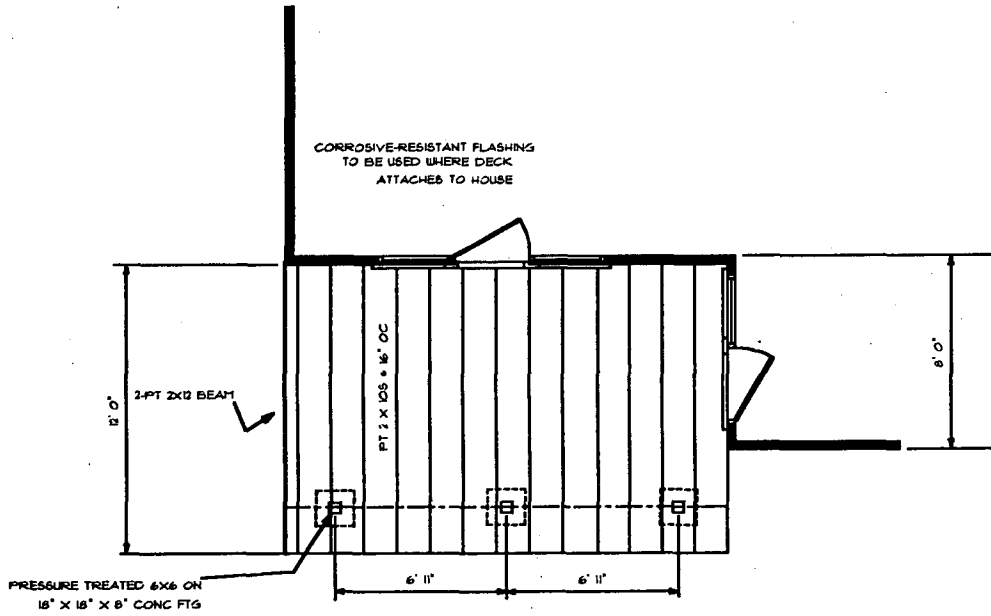 CORROSIVE-RESISTANT FLASHING
TO BE USED WHERE DECK
ATTACHES TO HOUSE
12' 0"
2-PT 2X12 BEAM
PT 2 X 10S @ 16" OC
8' 0"
6' 11"
6' 11"
PRESSURE TREATED 6X6 ON
18" X 18" X 8" CONC FTG